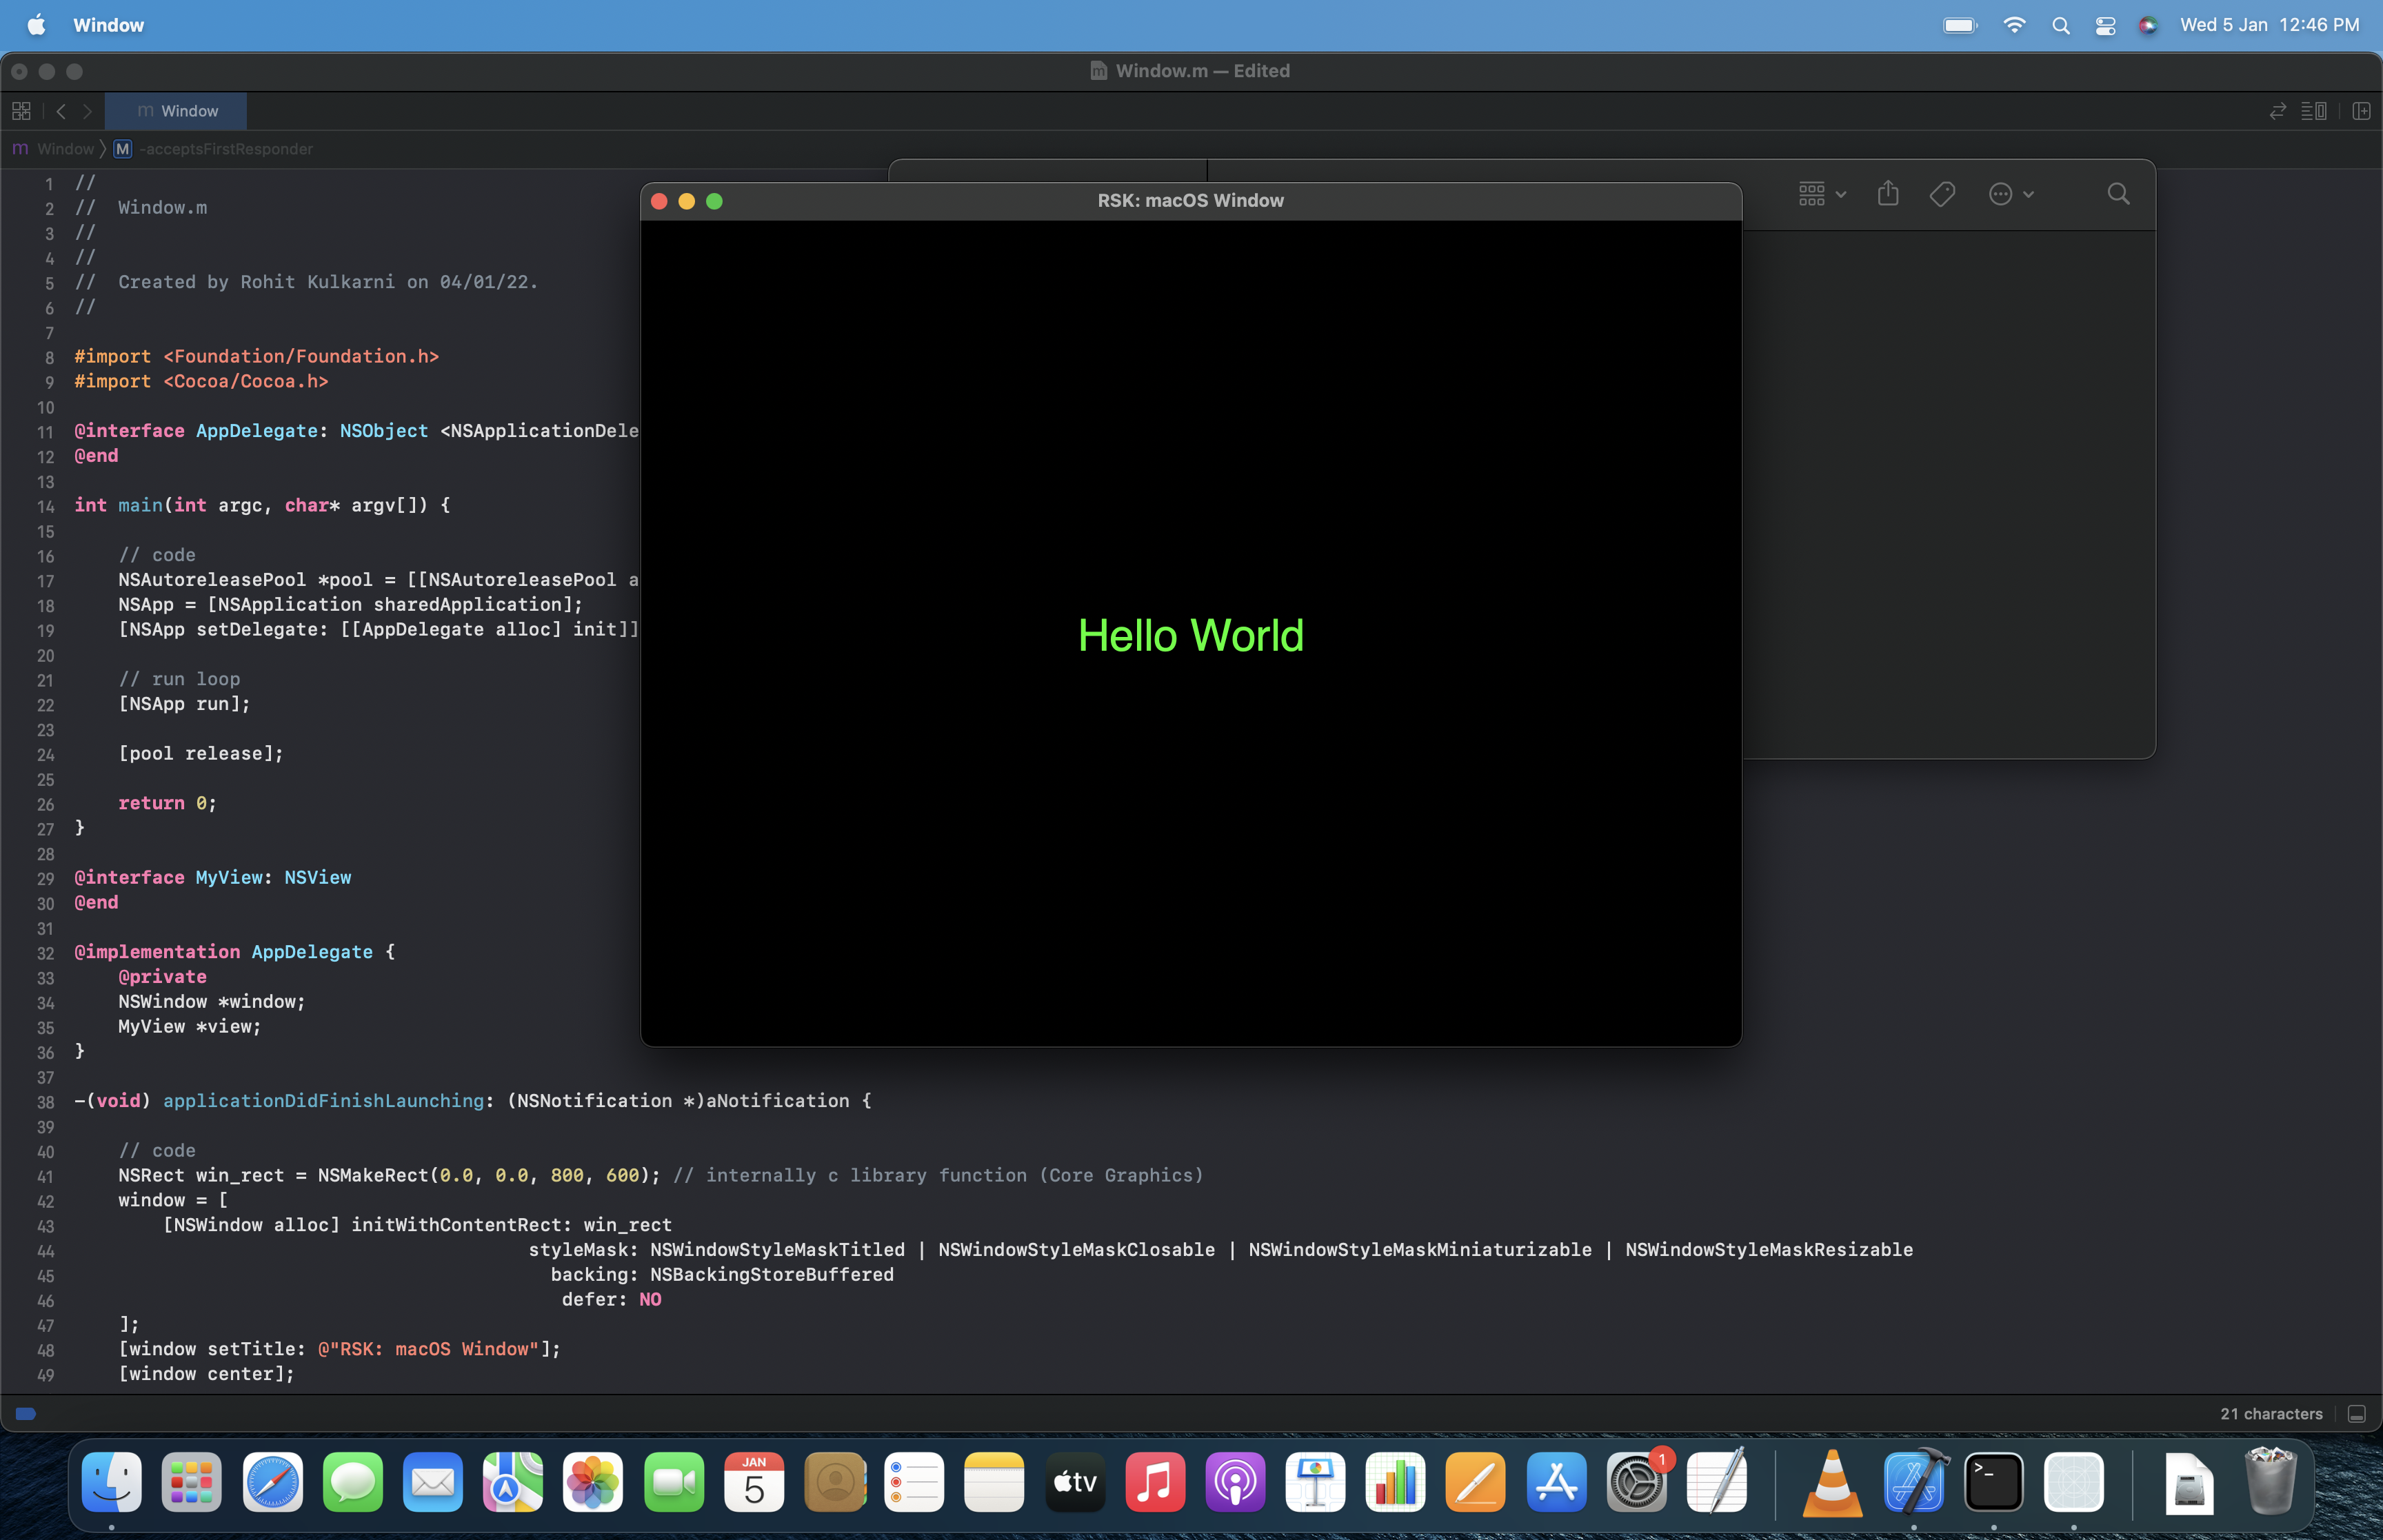 Window
Wed 5 Jan 12:46 PM
Window.m — Edited
m Window
m Window 〉 M -acceptsFirstResponder
RSK: macOS Window
Hello World
1 //
2 //  Window.m
3 //
4 //
5 //  Created by Rohit Kulkarni on 04/01/22.
6 //
7
8 #import <Foundation/Foundation.h>
9 #import <Cocoa/Cocoa.h>
10
11 @interface AppDelegate: NSObject <NSApplicationDele
12 @end
13
14 int main(int argc, char* argv[]) {
15
16     // code
17     NSAutoreleasePool *pool = [[NSAutoreleasePool a
18     NSApp = [NSApplication sharedApplication];
19     [NSApp setDelegate: [[AppDelegate alloc] init]]
20
21     // run loop
22     [NSApp run];
23
24     [pool release];
25
26     return 0;
27 }
28
29 @interface MyView: NSView
30 @end
31
32 @implementation AppDelegate {
33     @private
34     NSWindow *window;
35     MyView *view;
36 }
37
38 -(void) applicationDidFinishLaunching: (NSNotification *)aNotification {
39
40     // code
41     NSRect win_rect = NSMakeRect(0.0, 0.0, 800, 600); // internally c library function (Core Graphics)
42     window = [
43         [NSWindow alloc] initWithContentRect: win_rect
44                                   styleMask: NSWindowStyleMaskTitled | NSWindowStyleMaskClosable | NSWindowStyleMaskMiniaturizable | NSWindowStyleMaskResizable
45                                     backing: NSBackingStoreBuffered
46                                      defer: NO
47     ];
48     [window setTitle: @"RSK: macOS Window"];
49     [window center];
21 characters
JAN
5
tv
1
>_